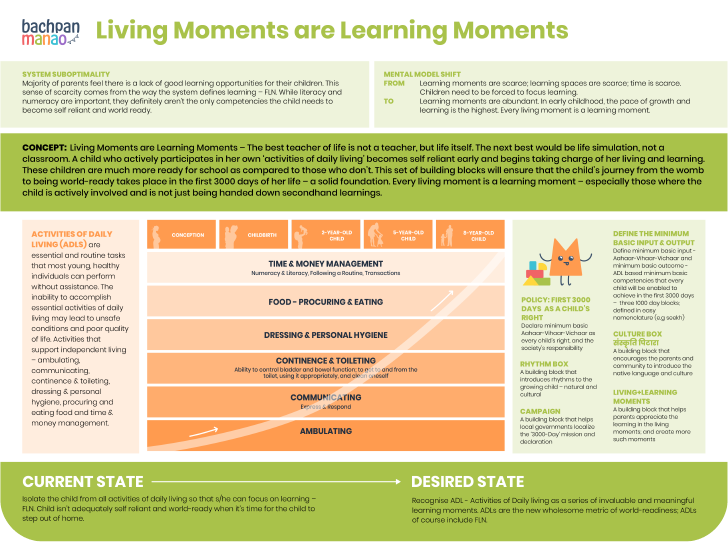 bachpan
manao
Living Moments are Learning Moments
SYSTEM SUBOPTIMALITY
Majority of parents feel there is a lack of good learning opportunities for their children. This
sense of scarcity comes from the way the system defines learning – FLN. While literacy and
numeracy are important, they definitely aren't the only competencies the child needs to
become self reliant and world ready.
MENTAL MODEL SHIFT
FROM Learning moments are scarce; learning spaces are scarce; time is scarce.
Children need to be forced to focus learning.
TO Learning moments are abundant. In early childhood, the pace of growth and
learning is the highest. Every living moment is a learning moment.
CONCEPT: Living Moments are Learning Moments – The best teacher of life is not a teacher, but life itself. The next best would be life simulation, not a
classroom. A child who actively participates in her own 'activities of daily living' becomes self reliant early and begins taking charge of her living and learning.
These children are much more ready for school as compared to those who don't. This set of building blocks will ensure that the child's journey from the womb
to being world-ready takes place in the first 3000 days of her life – a solid foundation. Every living moment is a learning moment – especially those where the
child is actively involved and is not just being handed down secondhand learnings.
ACTIVITIES OF DAILY
LIVING (ADLS) are
essential and routine tasks
that most young, healthy
individuals can perform
without assistance. The
inability to accomplish
essential activities of daily
living may lead to unsafe
conditions and poor quality
of life. Activities that
support independent living
– ambulating,
communicating,
continence & toileting,
dressing & personal
hygiene, procuring and
eating food and time &
money management.
CONCEPTION
CHILDBIRTH
3-YEAR-OLD
CHILD
5-YEAR-OLD
CHILD
8-YEAR-OLD
CHILD
TIME & MONEY MANAGEMENT
Numeracy & Literacy, Following a Routine, Transactions
FOOD - PROCURING & EATING
DRESSING & PERSONAL HYGIENE
CONTINENCE & TOILETING
Ability to control bladder and bowel function; to get to and from the
toilet, using it appropriately, and clean oneself
COMMUNICATING
Express & Respond
AMBULATING
POLICY: FIRST 3000
DAYS AS A CHILD'S
RIGHT
Declare minimum basic
Aahaar-Vihaar-Vichaar as
every child's right, and the
society's responsibility
RHYTHM BOX
A building block that
introduces rhythms to the
growing child – natural and
cultural
CAMPAIGN
A building block that helps
local governments localize
the '3000-Day' mission and
declaration
DEFINE THE MINIMUM
BASIC INPUT & OUTPUT
Define minimum basic input -
Aahaar-Vihaar-Vichaar and
minimum basic outcome -
ADL based minimum basic
competencies that every
child will be enabled to
achieve in the first 3000 days
– three 1000 day blocks;
defined in easy
nomenclature (e.g seekh)
CULTURE BOX
संस्कृति पिटारा
A building block that
encourages the parents and
community to introduce the
native language and culture
LIVING+LEARNING
MOMENTS
A building block that helps
parents appreciate the
learning in the living
moments; and create more
such moments
CURRENT STATE
Isolate the child from all activities of daily living so that s/he can focus on learning –
FLN. Child isn't adequately self reliant and world-ready when it's time for the child to
step out of home.
DESIRED STATE
Recognise ADL - Activities of Daily living as a series of invaluable and meaningful
learning moments. ADLs are the new wholesome metric of world-readiness; ADLs
of course include FLN.